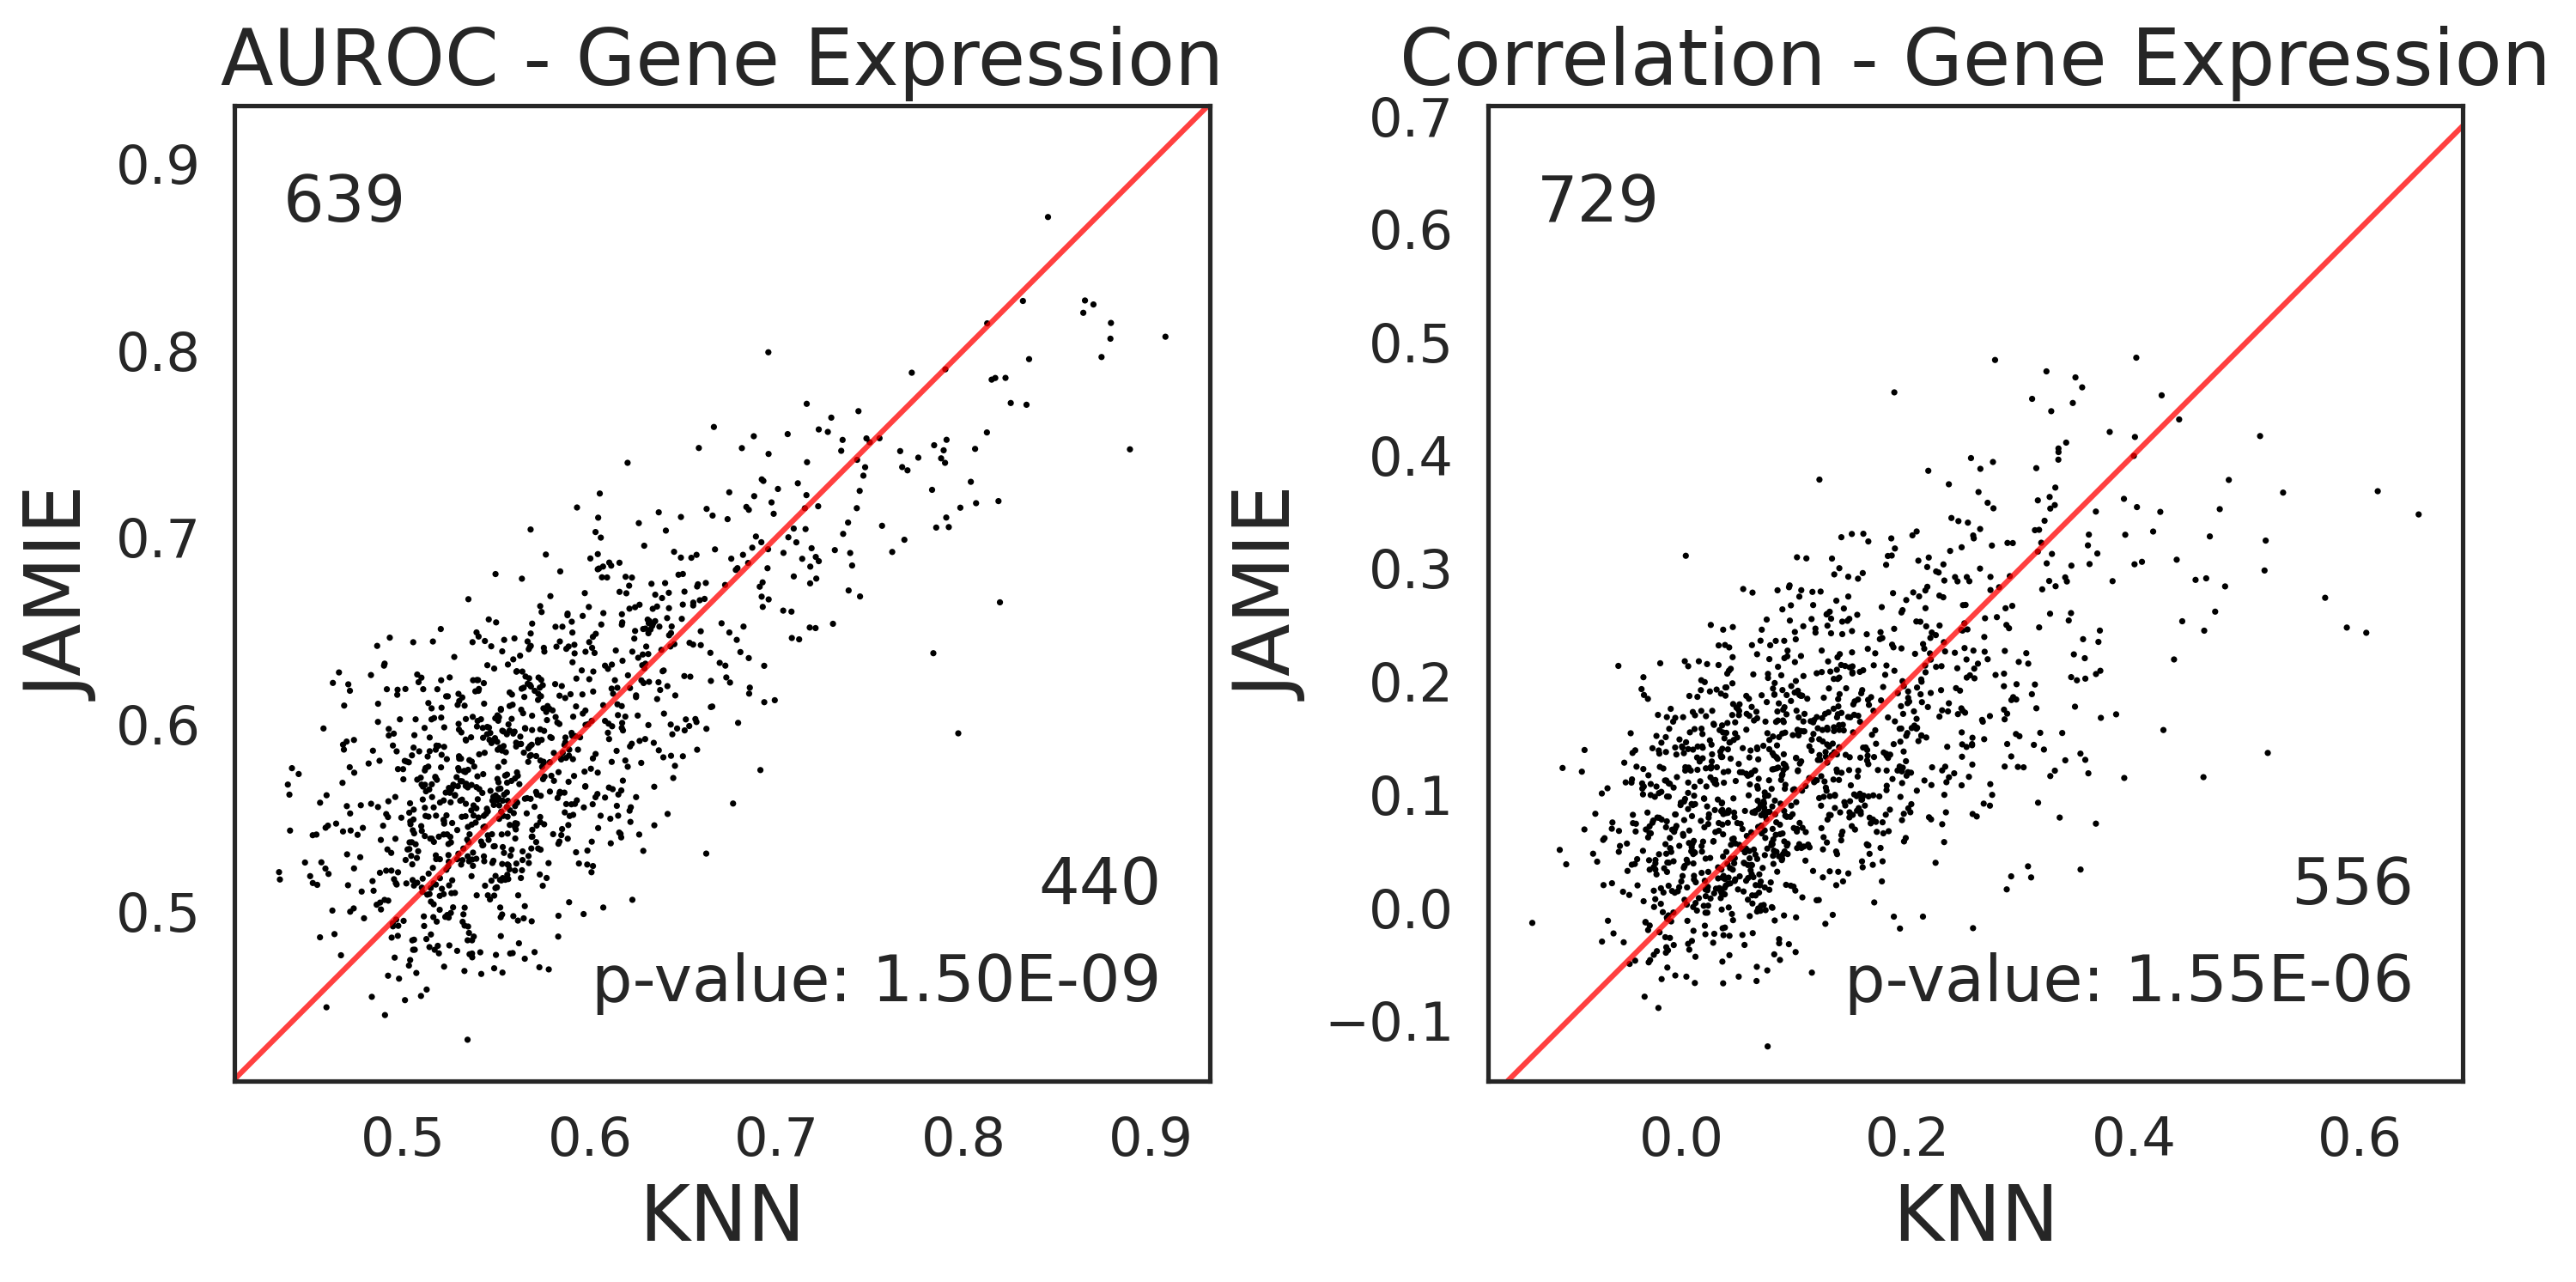 AUROC - Gene Expression
JAMIE
0.9
0.8
0.7
0.6
0.5
639
440
p-value: 1.50E-09
0.5 0.6 0.7 0.8 0.9
KNN
Correlation - Gene Expression
JAMIE
0.7
0.6
0.5
0.4
0.3
0.2
0.1
0.0
−0.1
729
556
p-value: 1.55E-06
0.0 0.2 0.4 0.6
KNN